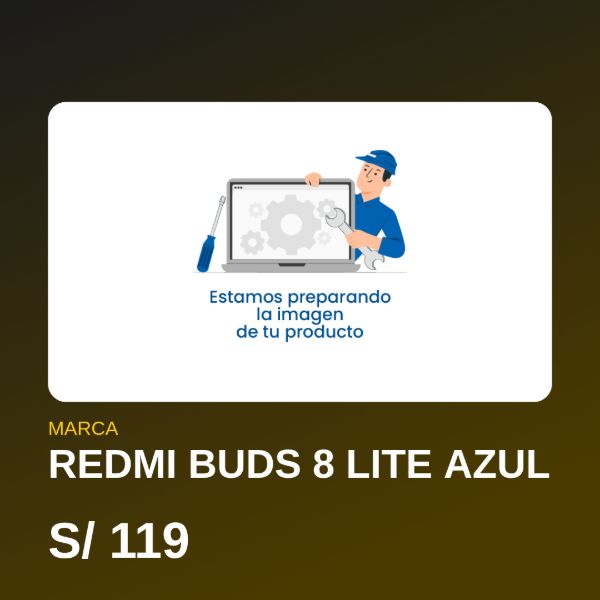 Estamos preparando
la imagen
de tu producto
MARCA
REDMI BUDS 8 LITE AZUL
S/ 119